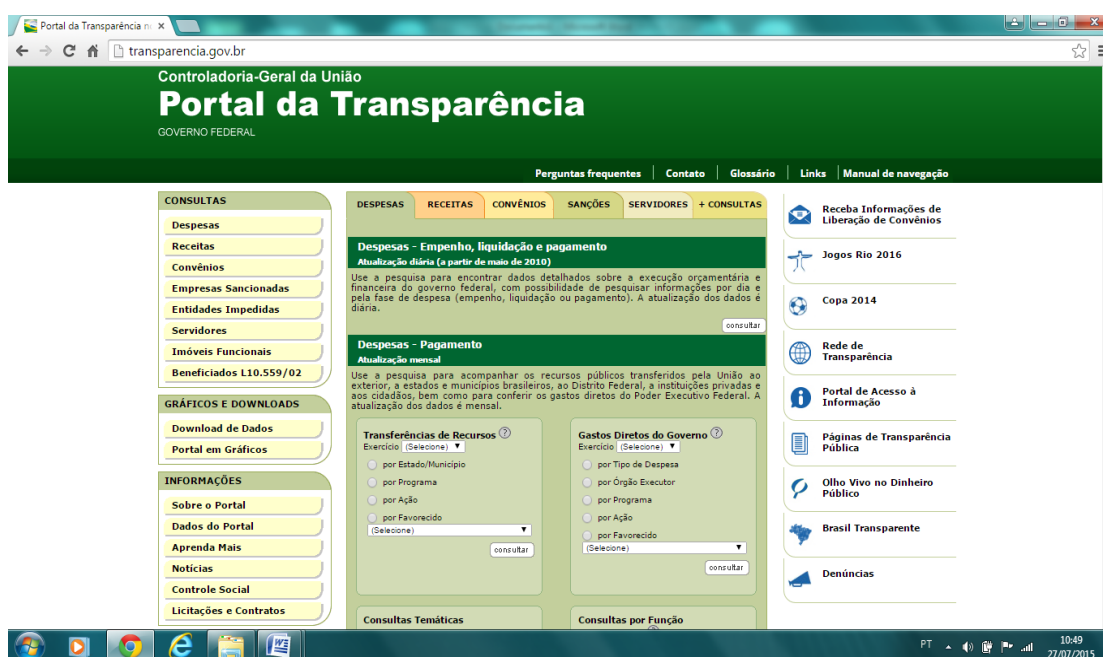 Portal da Transparência n
transparencia.gov.br
Controladoria-Geral da União
Portal da Transparência
GOVERNO FEDERAL
Perguntas frequentes
Contato
Glossário
Links
Manual de navegação
CONSULTAS
Despesas
Receitas
Convênios
Empresas Sancionadas
Entidades Impedidas
Servidores
Imóveis Funcionais
Beneficiados L10.559/02
GRÁFICOS E DOWNLOADS
Download de Dados
Portal em Gráficos
INFORMAÇÕES
Sobre o Portal
Dados do Portal
Aprenda Mais
Notícias
Controle Social
Licitações e Contratos
DESPESAS
RECEITAS
CONVÊNIOS
SANÇÕES
SERVIDORES
+ CONSULTAS
Despesas - Empenho, liquidação e pagamento
Atualização diária (a partir de maio de 2010)
Use a pesquisa para encontrar dados detalhados sobre a execução orçamentária e
financeira do governo federal, com possibilidade de pesquisar informações por dia e
pela fase de despesa (empenho, liquidação ou pagamento). A atualização dos dados é
diária.
consultar
Despesas - Pagamento
Atualização mensal
Use a pesquisa para acompanhar os recursos públicos transferidos pela União ao
exterior, a estados e municípios brasileiros, ao Distrito Federal, a instituições privadas e
aos cidadãos, bem como para conferir os gastos diretos do Poder Executivo Federal. A
atualização dos dados é mensal.
Transferências de Recursos ?
Exercício (Selecione)
por Estado/Município
por Programa
por Ação
por Favorecido
(Selecione)
consultar
Gastos Diretos do Governo ?
Exercício (Selecione)
por Tipo de Despesa
por Órgão Executor
por Programa
por Ação
por Favorecido
(Selecione)
consultar
Consultas Temáticas
Consultas por Função
Receba Informações de
Liberação de Convênios
Jogos Rio 2016
Copa 2014
Rede de
Transparência
Portal de Acesso à
Informação
Páginas de Transparência
Pública
Olho Vivo no Dinheiro
Público
Brasil Transparente
Denúncias
PT
10:49
27/07/2015